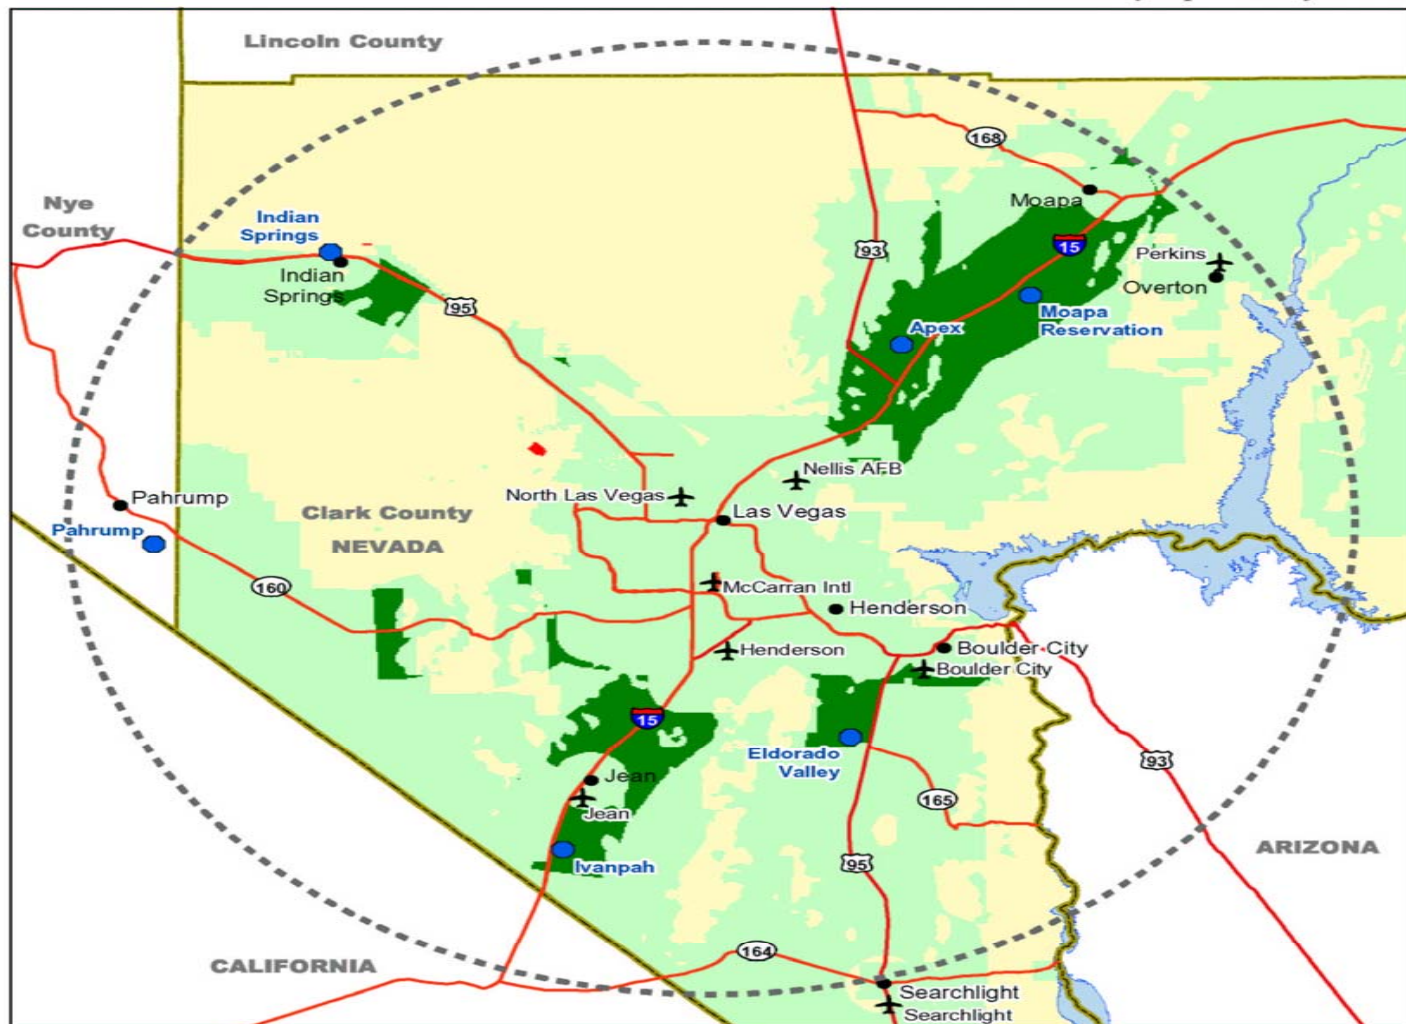 Lincoln County
168
Nye
County
Indian
Springs
Moapa
15
93
Perkins
Indian
Springs
Overton
95
Moapa
Reservation
Apex
Nellis AFB
North Las Vegas
Pahrump
Las Vegas
Clark County
NEVADA
Pahrump
160
McCarran Intl
Henderson
Henderson
Boulder City
Boulder City
15
Eldorado
Valley
93
Jean
165
Jean
ARIZONA
Ivanpah
95
164
CALIFORNIA
Searchlight
Searchlight